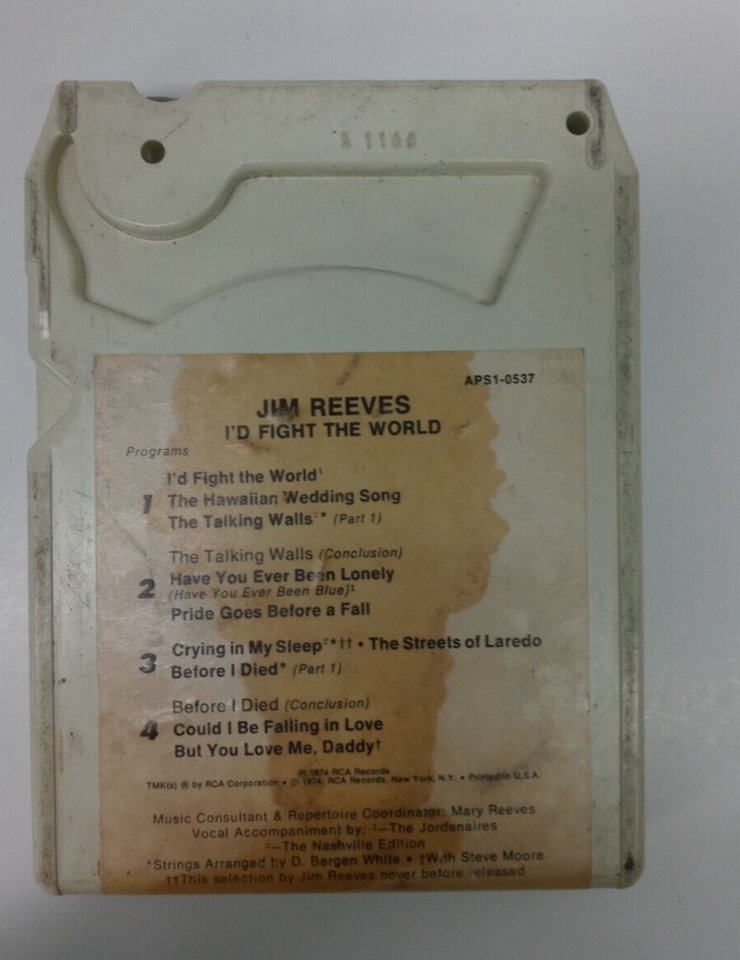 S 1108
APS1-0537
JIM REEVES
I'D FIGHT THE WORLD
Programs
I'd Fight the World¹
1 The Hawaiian Wedding Song
The Talking Walls²* (Part 1)
The Talking Walls (Conclusion)
2 Have You Ever Been Lonely
(Have You Ever Been Blue)¹
Pride Goes Before a Fall
3 Crying in My Sleep²*†† • The Streets of Laredo
Before I Died* (Part 1)
Before I Died (Conclusion)
4 Could I Be Falling in Love
But You Love Me, Daddy†
℗ 1974 RCA Records
TMK(s) ® by RCA Corporation • © 1974, RCA Records, New York, N.Y. • Printed in U.S.A.
Music Consultant & Repertoire Coordinator: Mary Reeves
Vocal Accompaniment by: ¹—The Jordanaires
²—The Nashville Edition
*Strings Arranged by D. Bergen White • †With Steve Moore
††This selection by Jim Reeves never before released